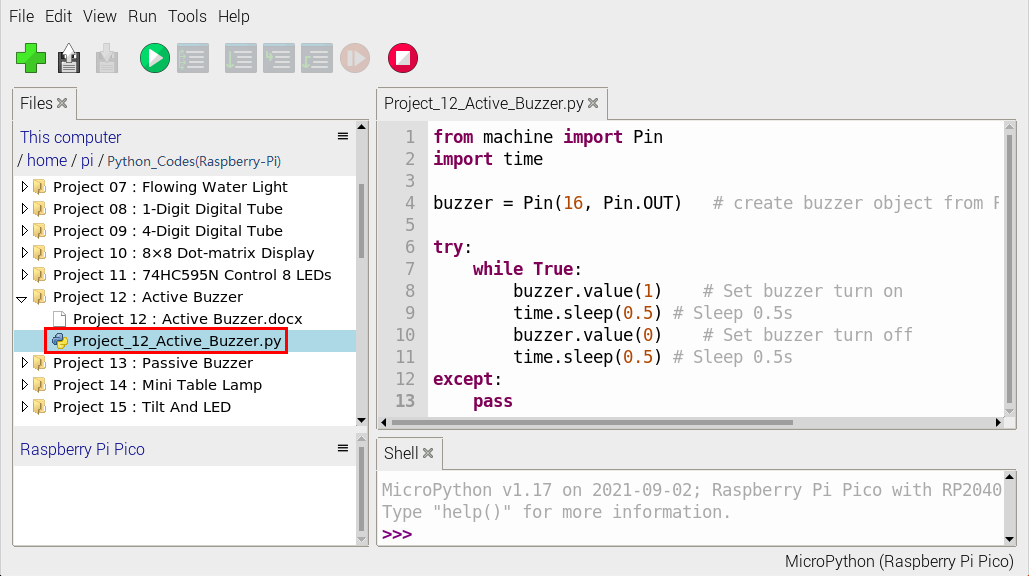 File Edit View Run Tools Help
Files
This computer
/ home / pi / Python_Codes(Raspberry-Pi)
Project 07 : Flowing Water Light
Project 08 : 1-Digit Digital Tube
Project 09 : 4-Digit Digital Tube
Project 10 : 8×8 Dot-matrix Display
Project 11 : 74HC595N Control 8 LEDs
Project 12 : Active Buzzer
Project 12 : Active Buzzer.docx
Project_12_Active_Buzzer.py
Project 13 : Passive Buzzer
Project 14 : Mini Table Lamp
Project 15 : Tilt And LED
Raspberry Pi Pico
Project_12_Active_Buzzer.py
1 from machine import Pin
2 import time
3
4 buzzer = Pin(16, Pin.OUT)   # create buzzer object from
5
6 try:
7     while True:
8         buzzer.value(1)    # Set buzzer turn on
9         time.sleep(0.5) # Sleep 0.5s
10         buzzer.value(0)    # Set buzzer turn off
11         time.sleep(0.5) # Sleep 0.5s
12 except:
13     pass
Shell
MicroPython v1.17 on 2021-09-02; Raspberry Pi Pico with RP2040
Type "help()" for more information.
>>>
MicroPython (Raspberry Pi Pico)